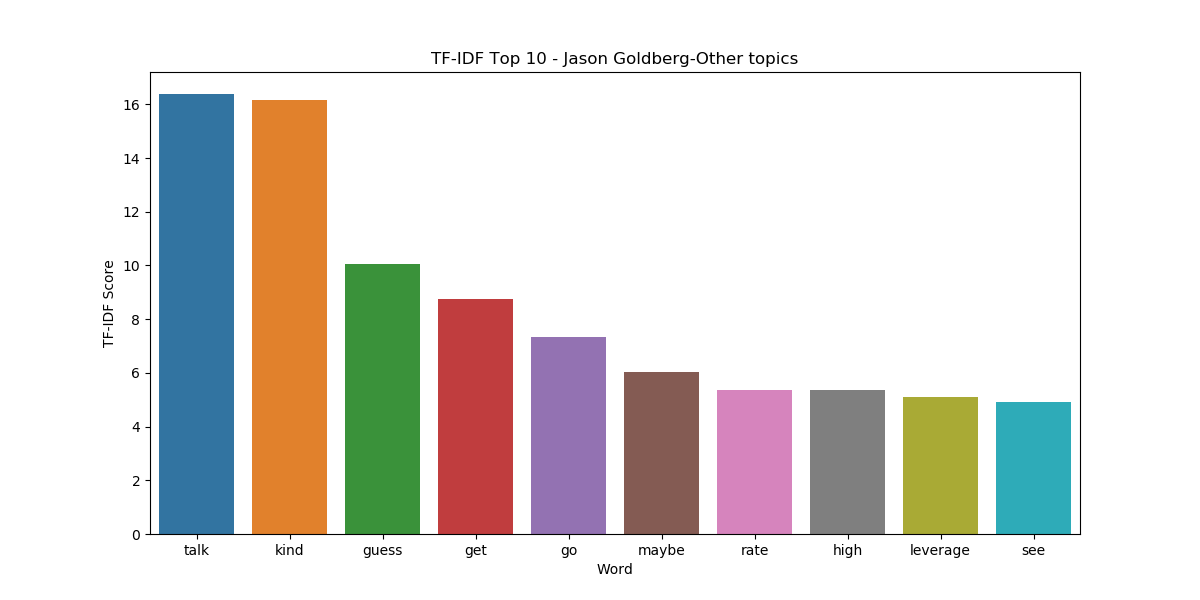 TF-IDF Top 10 - Jason Goldberg-Other topics
TF-IDF Score
16
14
12
10
8
6
4
2
0
talk kind guess get go maybe rate high leverage see
Word